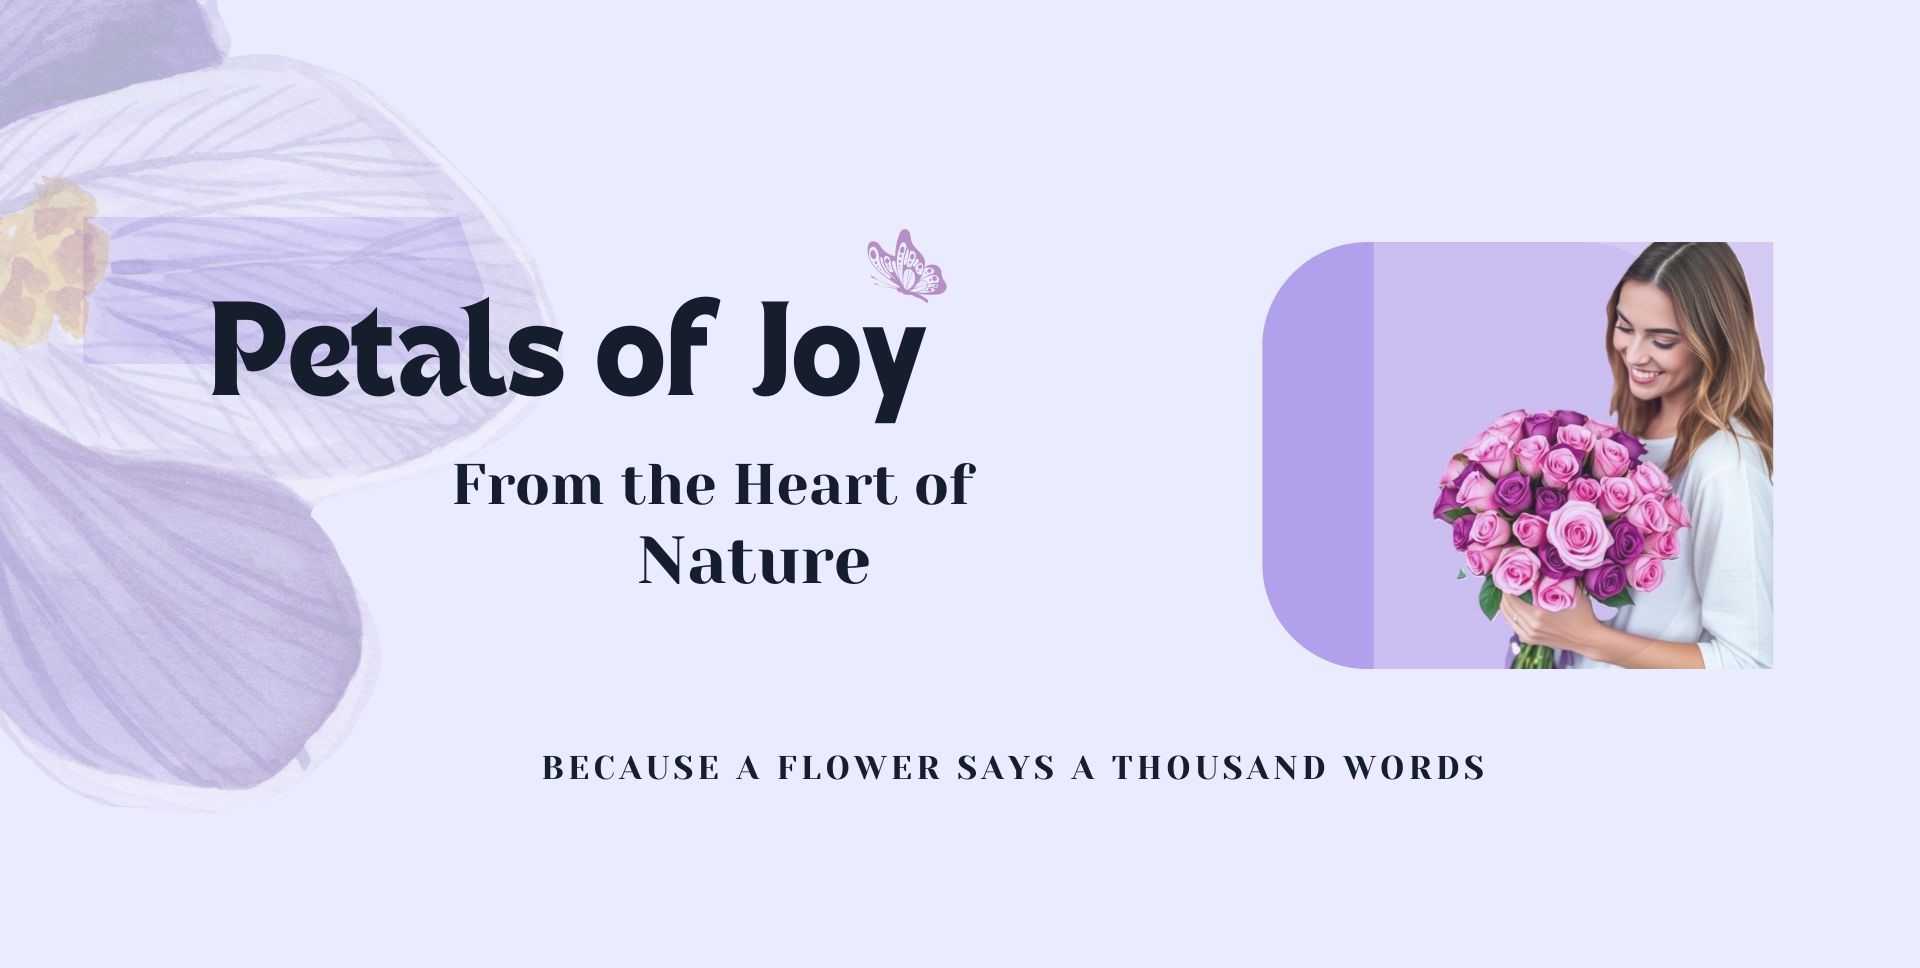 Petals of Joy
From the Heart of
Nature
BECAUSE A FLOWER SAYS A THOUSAND WORDS